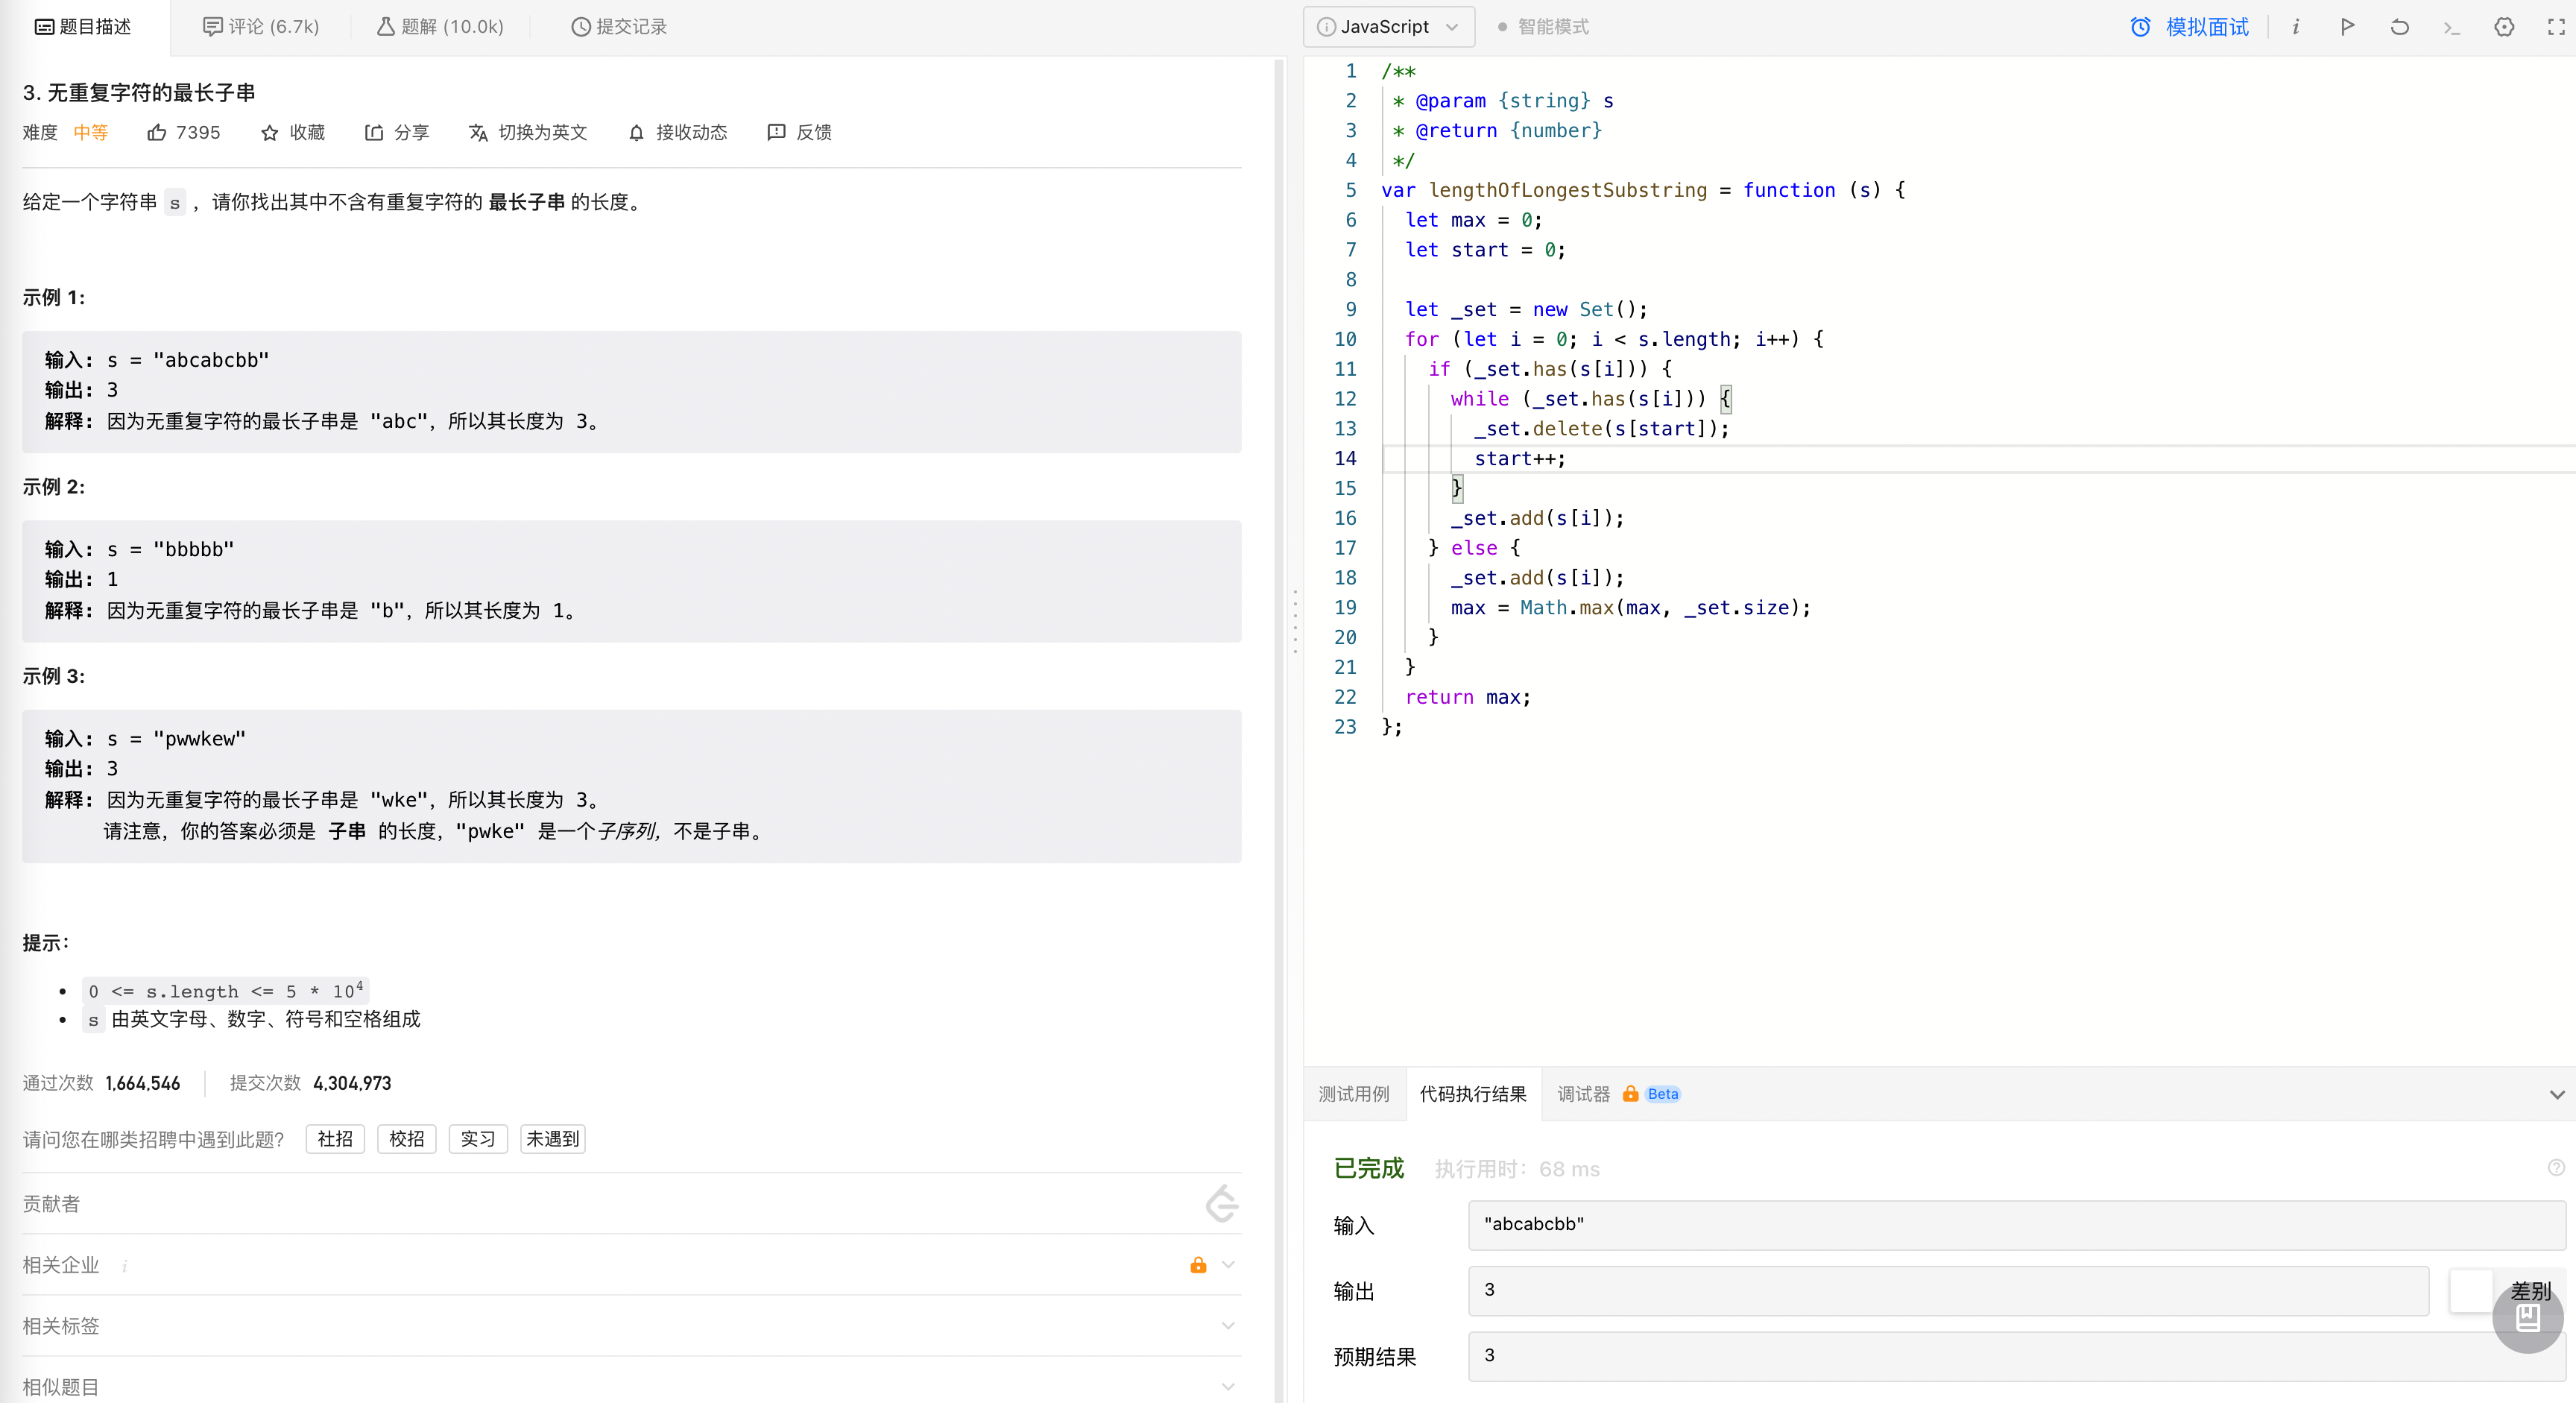 题目描述
评论 (6.7k)
题解 (10.0k)
提交记录
3. 无重复字符的最长子串
难度 中等 7395 收藏 分享 切换为英文 接收动态 反馈
给定一个字符串 s ，请你找出其中不含有重复字符的 最长子串 的长度。
示例 1:
输入: s = "abcabcbb"
输出: 3
解释: 因为无重复字符的最长子串是 "abc"，所以其长度为 3。
示例 2:
输入: s = "bbbbb"
输出: 1
解释: 因为无重复字符的最长子串是 "b"，所以其长度为 1。
示例 3:
输入: s = "pwwkew"
输出: 3
解释: 因为无重复字符的最长子串是 "wke"，所以其长度为 3。
请注意，你的答案必须是 子串 的长度，"pwke" 是一个子序列，不是子串。
提示：
0 <= s.length <= 5 * 10⁴
s 由英文字母、数字、符号和空格组成
通过次数 1,664,546 提交次数 4,304,973
请问您在哪类招聘中遇到此题？ 社招 校招 实习 未遇到
贡献者
相关企业 i
相关标签
相似题目
JavaScript
智能模式
模拟面试
1 /**
2 * @param {string} s
3 * @return {number}
4 */
5 var lengthOfLongestSubstring = function (s) {
6 let max = 0;
7 let start = 0;
8
9 let _set = new Set();
10 for (let i = 0; i < s.length; i++) {
11 if (_set.has(s[i])) {
12 while (_set.has(s[i])) {
13 _set.delete(s[start]);
14 start++;
15 }
16 _set.add(s[i]);
17 } else {
18 _set.add(s[i]);
19 max = Math.max(max, _set.size);
20 }
21 }
22 return max;
23 };
测试用例
代码执行结果
调试器 Beta
已完成 执行用时：68 ms
输入 "abcabcbb"
输出 3 差别
预期结果 3